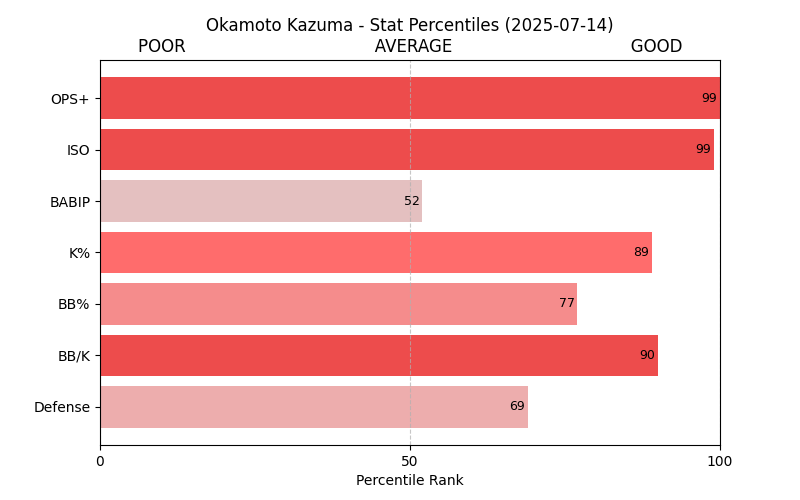 Okamoto Kazuma - Stat Percentiles (2025-07-14)
POOR AVERAGE GOOD
OPS+ 99
ISO 99
BABIP 52
K% 89
BB% 77
BB/K 90
Defense 69
0 50 100
Percentile Rank